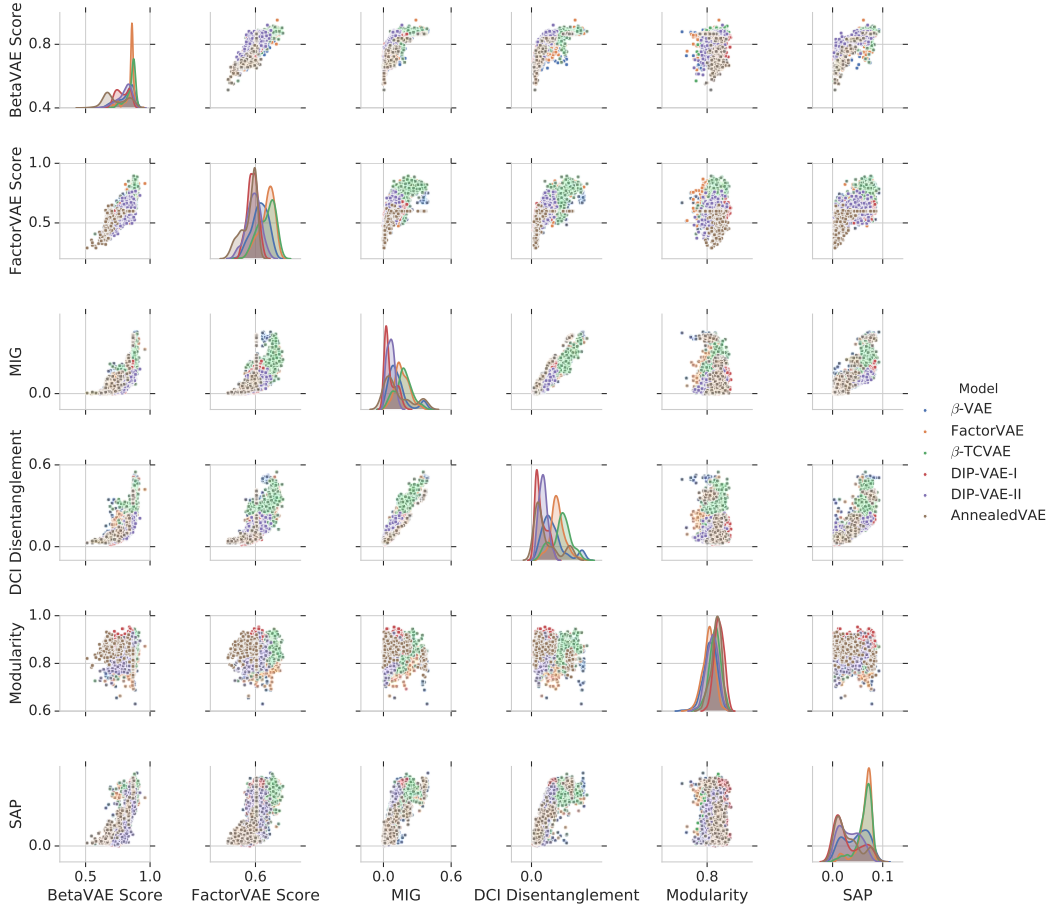 BetaVAE Score
0.8
0.4
FactorVAE Score
1.0
0.5
MIG
0.0
DCI Disentanglement
0.6
0.0
Modularity
1.0
0.8
0.6
SAP
0.0
0.5 1.0 0.6 0.0 0.6 0.0 0.8 0.0 0.1
BetaVAE Score FactorVAE Score MIG DCI Disentanglement Modularity SAP
Model
β-VAE
FactorVAE
β-TCVAE
DIP-VAE-I
DIP-VAE-II
AnnealedVAE